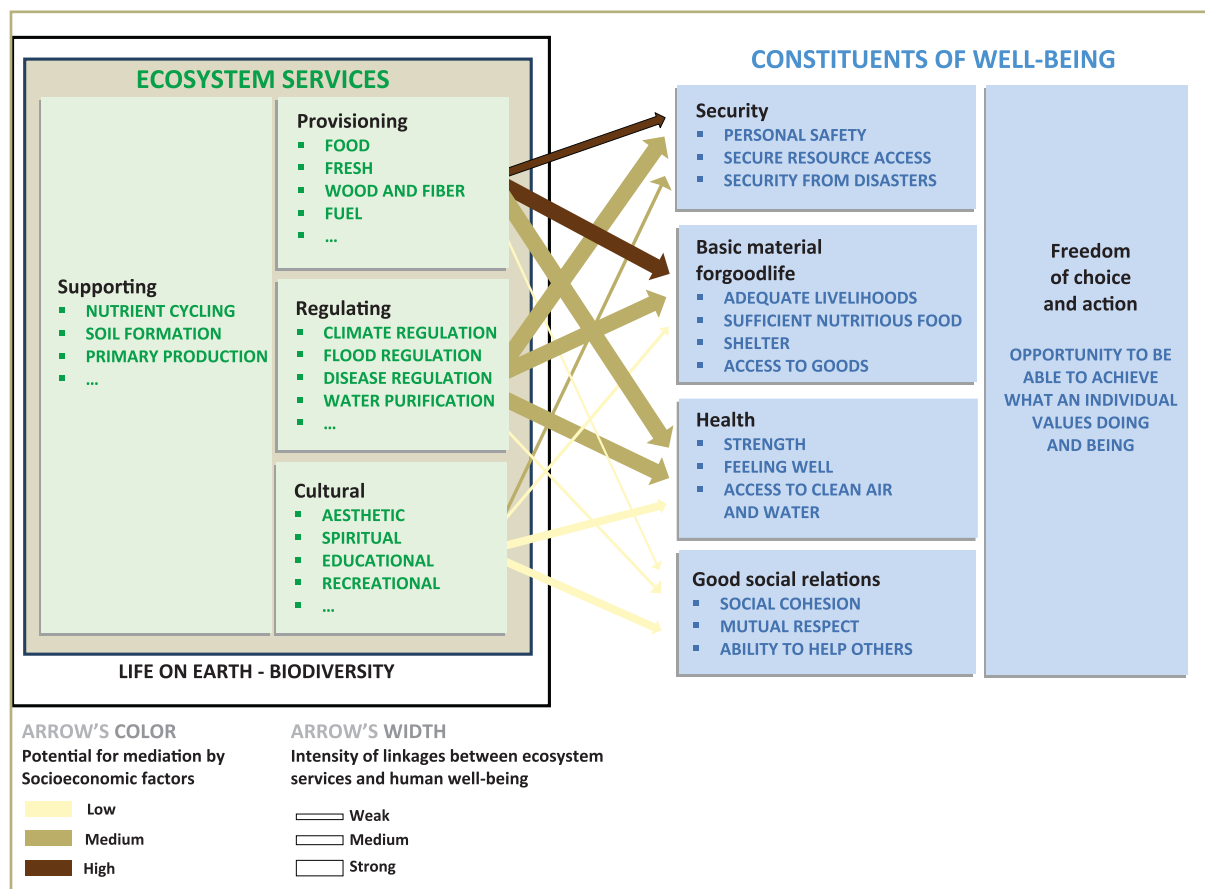 ECOSYSTEM SERVICES
Supporting
▪ NUTRIENT CYCLING
▪ SOIL FORMATION
▪ PRIMARY PRODUCTION
▪ ...
Provisioning
▪ FOOD
▪ FRESH
▪ WOOD AND FIBER
▪ FUEL
▪ ...
Regulating
▪ CLIMATE REGULATION
▪ FLOOD REGULATION
▪ DISEASE REGULATION
▪ WATER PURIFICATION
▪ ...
Cultural
▪ AESTHETIC
▪ SPIRITUAL
▪ EDUCATIONAL
▪ RECREATIONAL
▪ ...
LIFE ON EARTH - BIODIVERSITY
CONSTITUENTS OF WELL-BEING
Security
▪ PERSONAL SAFETY
▪ SECURE RESOURCE ACCESS
▪ SECURITY FROM DISASTERS
Basic material
forgoodlife
▪ ADEQUATE LIVELIHOODS
▪ SUFFICIENT NUTRITIOUS FOOD
▪ SHELTER
▪ ACCESS TO GOODS
Health
▪ STRENGTH
▪ FEELING WELL
▪ ACCESS TO CLEAN AIR
AND WATER
Good social relations
▪ SOCIAL COHESION
▪ MUTUAL RESPECT
▪ ABILITY TO HELP OTHERS
Freedom
of choice
and action
OPPORTUNITY TO BE
ABLE TO ACHIEVE
WHAT AN INDIVIDUAL
VALUES DOING
AND BEING
ARROW'S COLOR
Potential for mediation by
Socioeconomic factors
Low
Medium
High
ARROW'S WIDTH
Intensity of linkages between ecosystem
services and human well-being
Weak
Medium
Strong